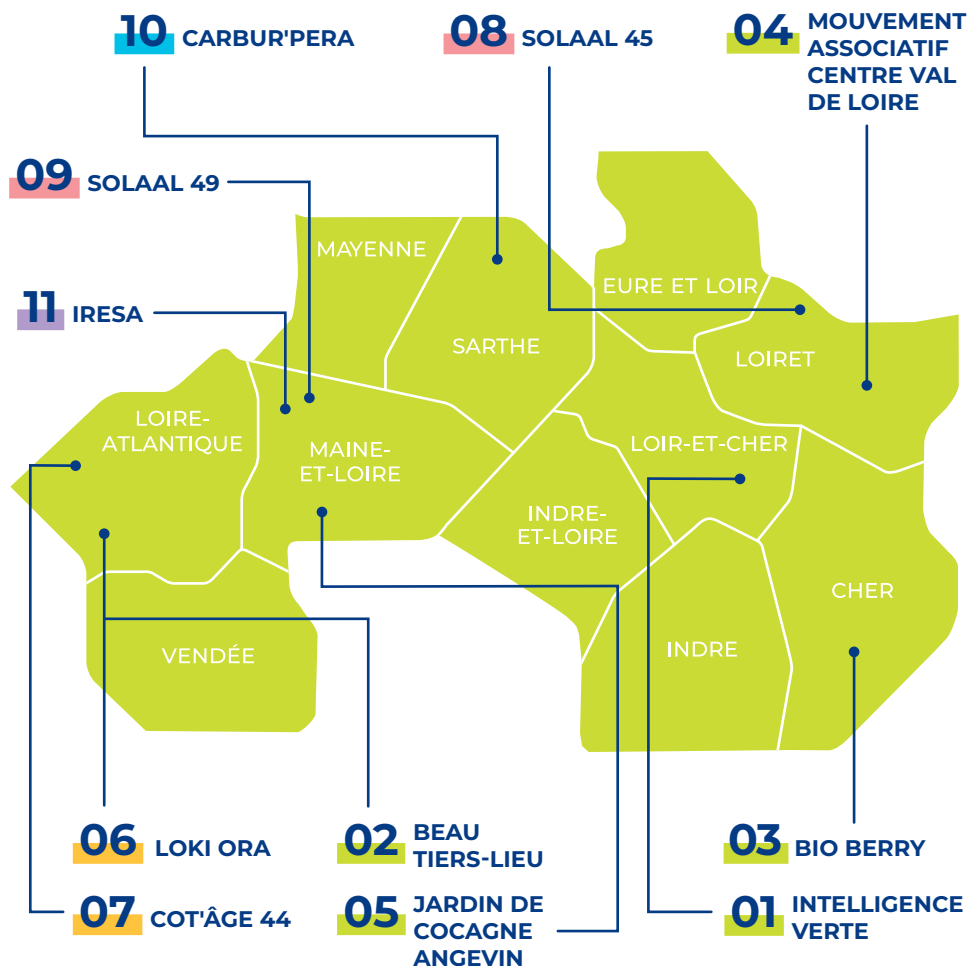 10 CARBUR'PERA
08 SOLAAL 45
04 MOUVEMENT
ASSOCIATIF
CENTRE VAL
DE LOIRE
09 SOLAAL 49
11 IRESA
MAYENNE
SARTHE
EURE ET LOIR
LOIRET
LOIRE-
ATLANTIQUE
MAINE-
ET-LOIRE
LOIR-ET-CHER
INDRE-
ET-LOIRE
CHER
VENDÉE
INDRE
06 LOKI ORA
02 BEAU
TIERS-LIEU
03 BIO BERRY
07 COT'ÂGE 44
05 JARDIN DE
COCAGNE
ANGEVIN
01 INTELLIGENCE
VERTE